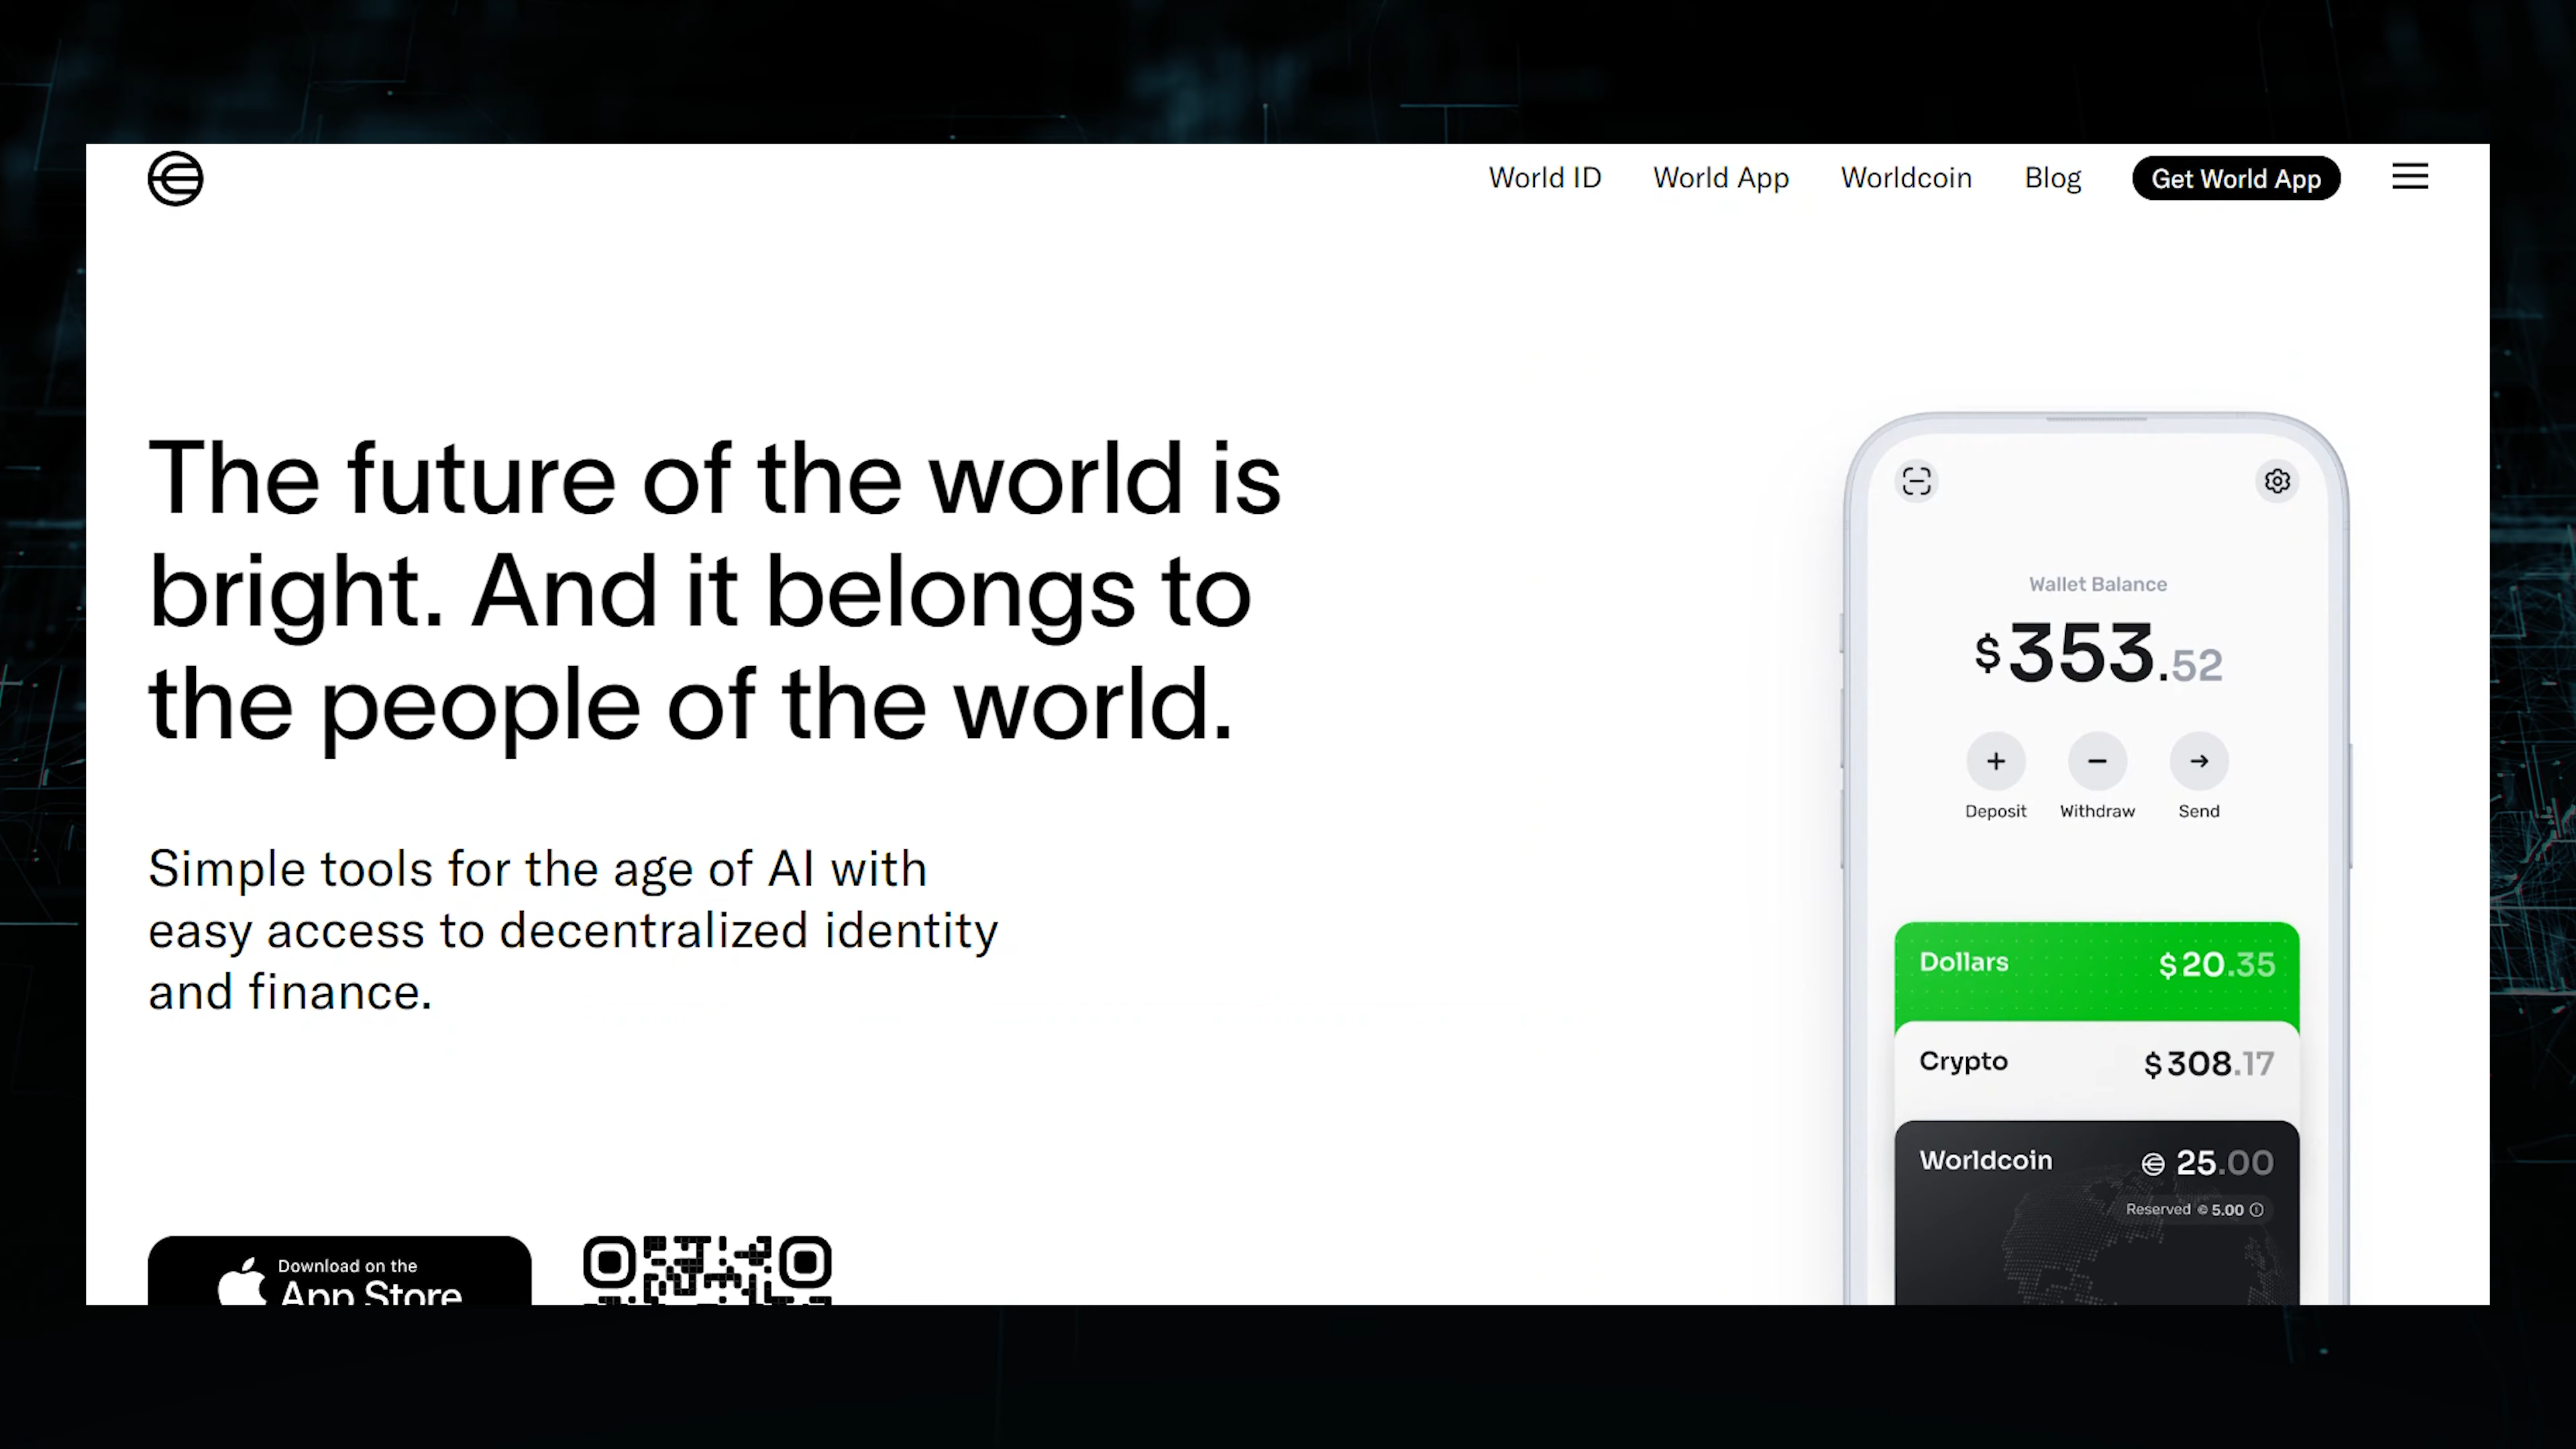 World ID World App Worldcoin Blog Get World App
The future of the world is
bright. And it belongs to
the people of the world.
Simple tools for the age of AI with
easy access to decentralized identity
and finance.
Download on the
App Store
Wallet Balance
$353.52
Deposit Withdraw Send
Dollars $20.35
Crypto $308.17
Worldcoin 25.00
Reserved 5.00